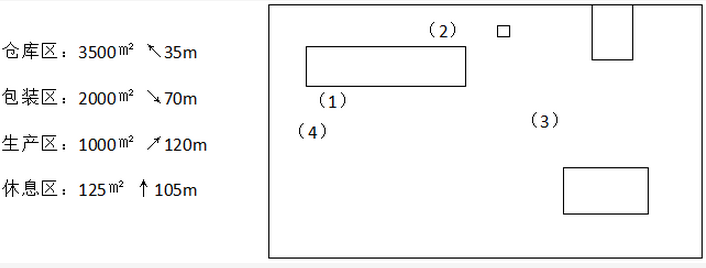 仓库区：3500㎡ ↖35m
包装区：2000㎡ ↘70m
生产区：1000㎡ ↗120m
休息区：125㎡ ↑105m
（2）
（1）
（3）
（4）